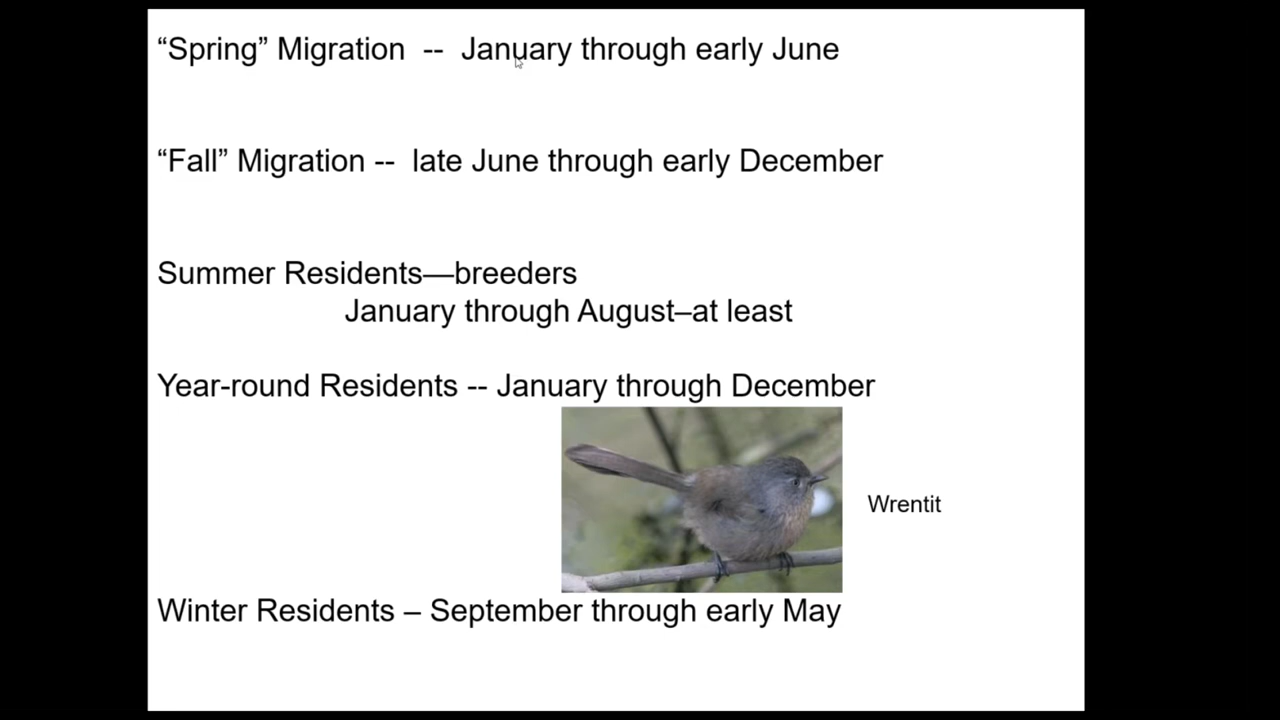 “Spring” Migration -- January through early June
“Fall” Migration -- late June through early December
Summer Residents—breeders
January through August–at least
Year-round Residents -- January through December
Wrentit
Winter Residents – September through early May